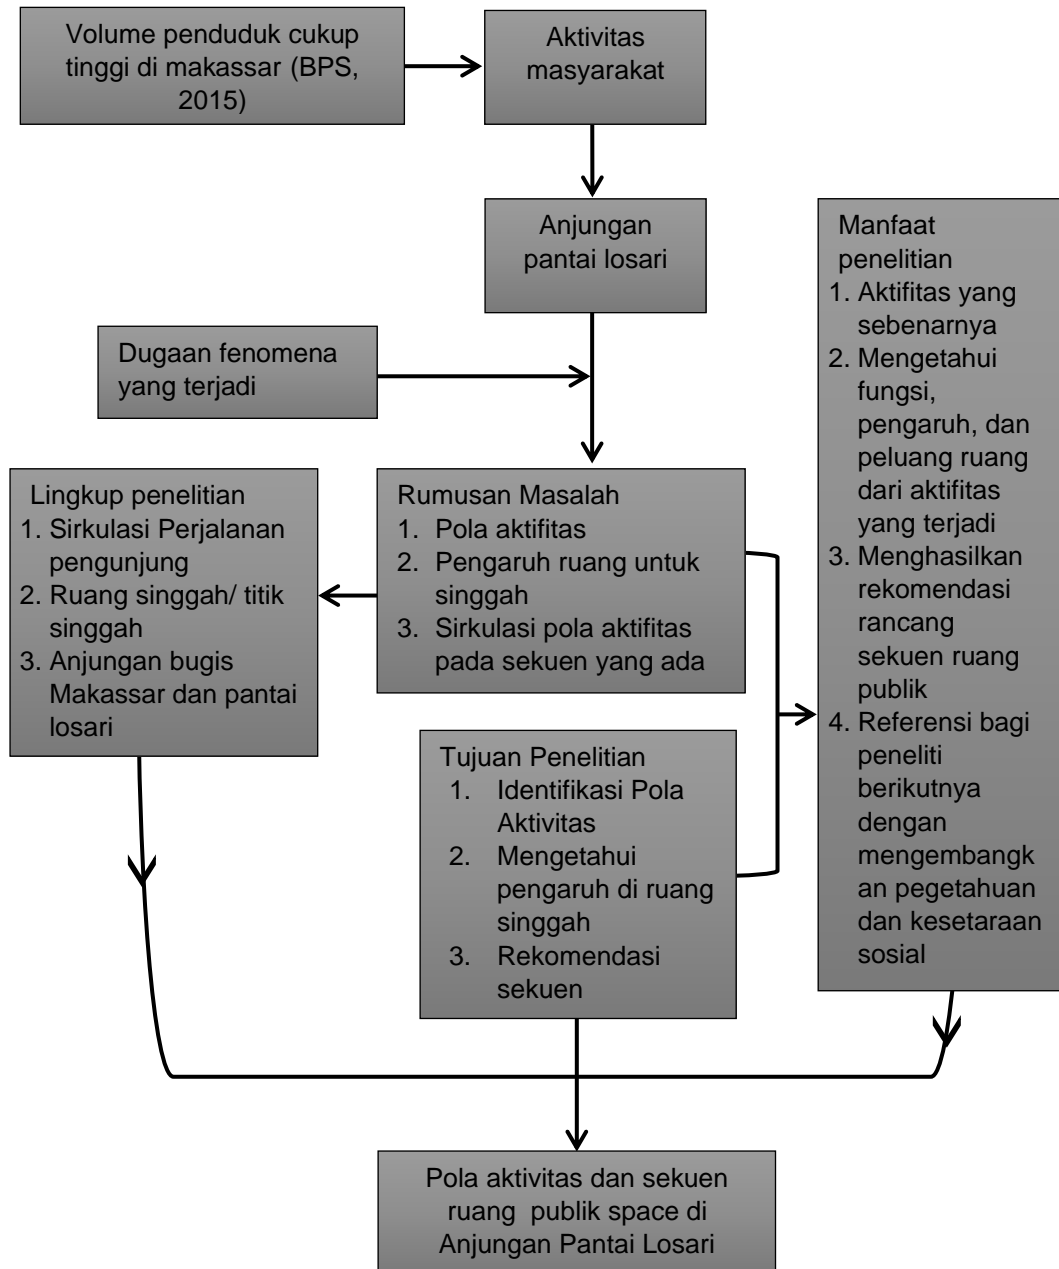 Volume penduduk cukup
tinggi di makassar (BPS,
2015)
Aktivitas
masyarakat
Anjungan
pantai losari
Dugaan fenomena
yang terjadi
Lingkup penelitian
1. Sirkulasi Perjalanan
pengunjung
2. Ruang singgah/ titik
singgah
3. Anjungan bugis
Makassar dan pantai
losari
Rumusan Masalah
1. Pola aktifitas
2. Pengaruh ruang untuk
singgah
3. Sirkulasi pola aktifitas
pada sekuen yang ada
Tujuan Penelitian
1. Identifikasi Pola
Aktivitas
2. Mengetahui
pengaruh di ruang
singgah
3. Rekomendasi
sekuen
Manfaat
penelitian
1. Aktifitas yang
sebenarnya
2. Mengetahui
fungsi,
pengaruh, dan
peluang ruang
dari aktifitas
yang terjadi
3. Menghasilkan
rekomendasi
rancang
sekuen ruang
publik
4. Referensi bagi
peneliti
berikutnya
dengan
mengembangk
an pegetahuan
dan kesetaraan
sosial
Pola aktivitas dan sekuen
ruang publik space di
Anjungan Pantai Losari